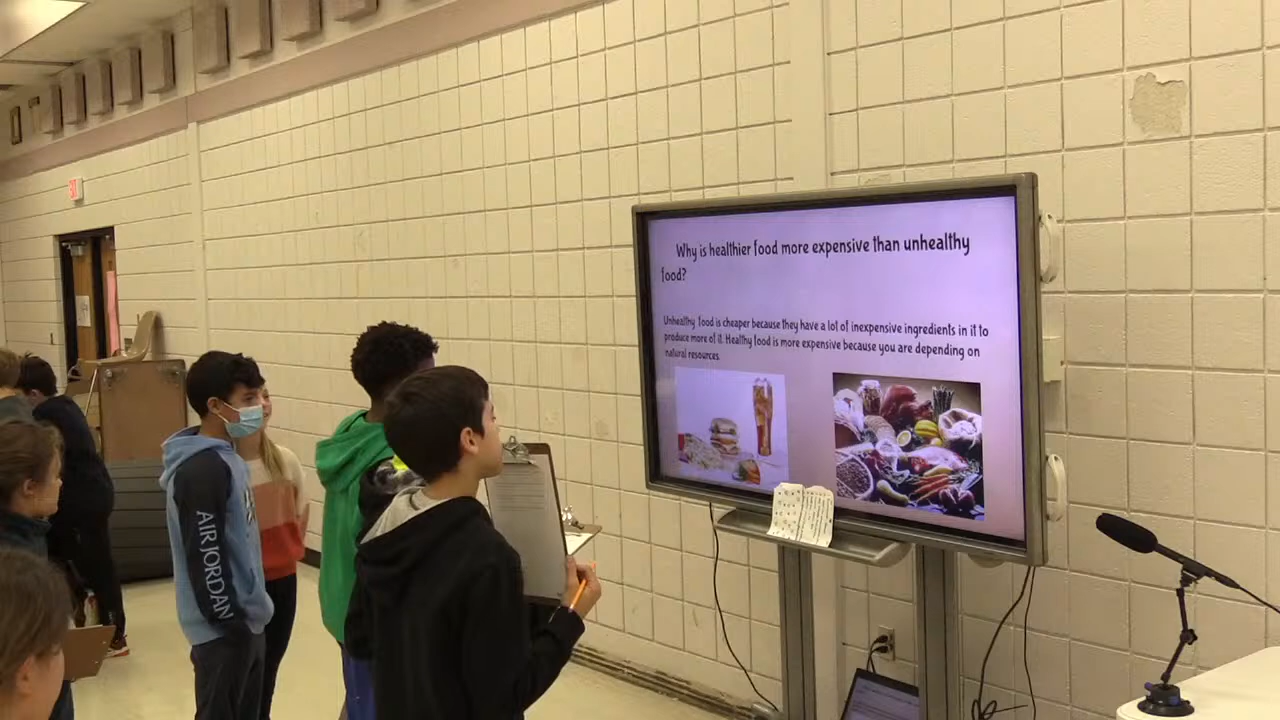 Why is healthier food more expensive than unhealthy
food?
Unhealthy food is cheaper because they have a lot of inexpensive ingredients in it to
produce more of it. Healthy food is more expensive because you are depending on
natural resources.
AIR JORDAN